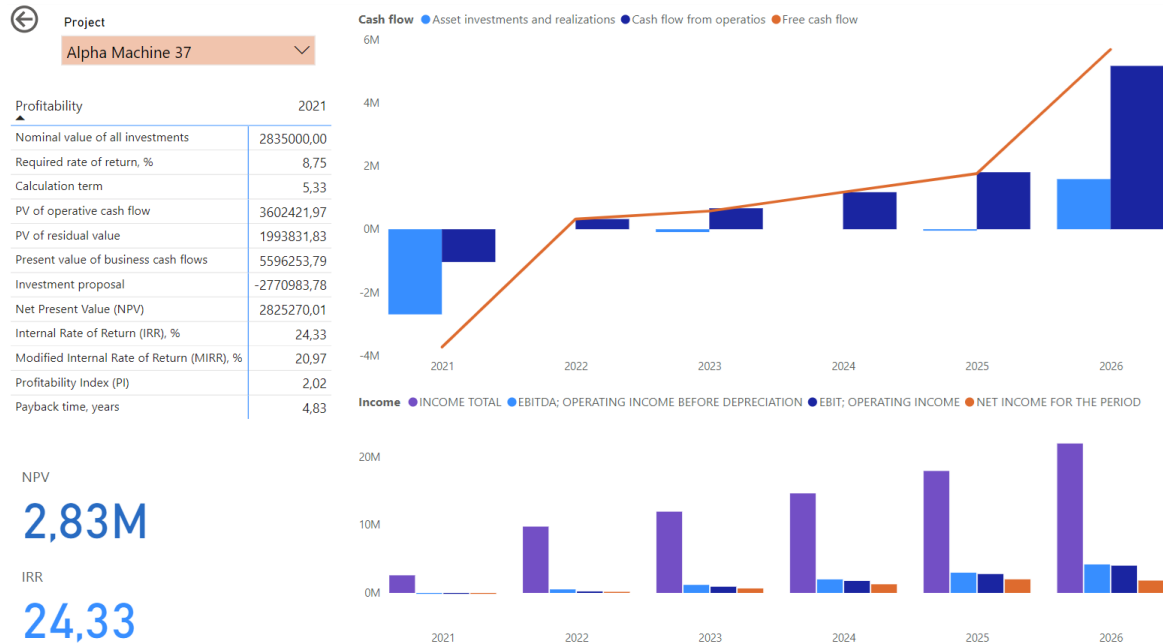 Project
Alpha Machine 37
Profitability 2021
Nominal value of all investments 2835000,00
Required rate of return, % 8,75
Calculation term 5,33
PV of operative cash flow 3602421,97
PV of residual value 1993831,83
Present value of business cash flows 5596253,79
Investment proposal -2770983,78
Net Present Value (NPV) 2825270,01
Internal Rate of Return (IRR), % 24,33
Modified Internal Rate of Return (MIRR), % 20,97
Profitability Index (PI) 2,02
Payback time, years 4,83
NPV
2,83M
IRR
24,33
Cash flow Asset investments and realizations Cash flow from operatios Free cash flow
6M
4M
2M
0M
-2M
-4M
2021 2022 2023 2024 2025 2026
Income INCOME TOTAL EBITDA; OPERATING INCOME BEFORE DEPRECIATION EBIT; OPERATING INCOME NET INCOME FOR THE PERIOD
20M
10M
0M
2021 2022 2023 2024 2025 2026